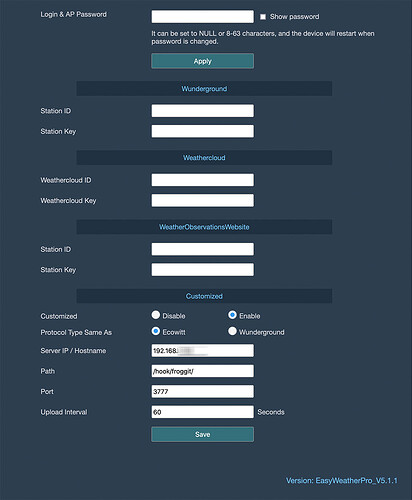 Login & AP Password
Show password
It can be set to NULL or 8-63 characters, and the device will restart when
password is changed.
Apply
Wunderground
Station ID
Station Key
Weathercloud
Weathercloud ID
Weathercloud Key
WeatherObservationsWebsite
Station ID
Station Key
Customized
Customized Disable Enable
Protocol Type Same As Ecowitt Wunderground
Server IP / Hostname 192.168.
Path /hook/froggit/
Port 3777
Upload Interval 60 Seconds
Save
Version: EasyWeatherPro_V5.1.1